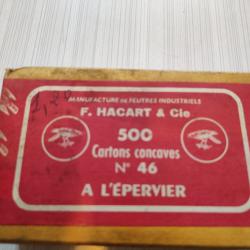 MANUFACTURE DE FEUTRES INDUSTRIELS
F. HACART & Cie
500
Cartons concaves
N° 46
A L'ÉPERVIER